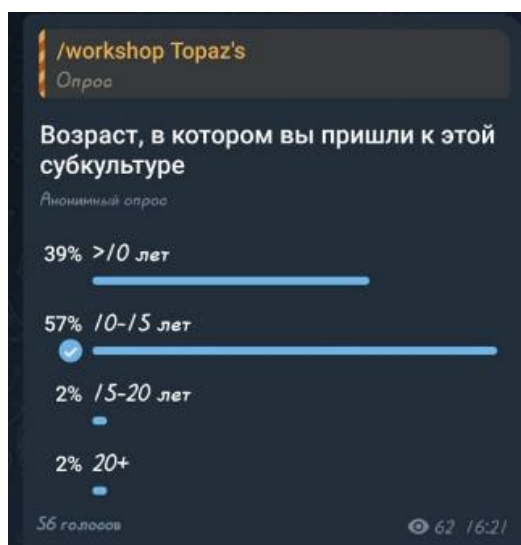 /workshop Topaz's
Опрос
Возраст, в котором вы пришли к этой
субкультуре
Анонимный опрос
39% >10 лет
57% 10-15 лет
2% 15-20 лет
2% 20+
56 голосов 62 16:21